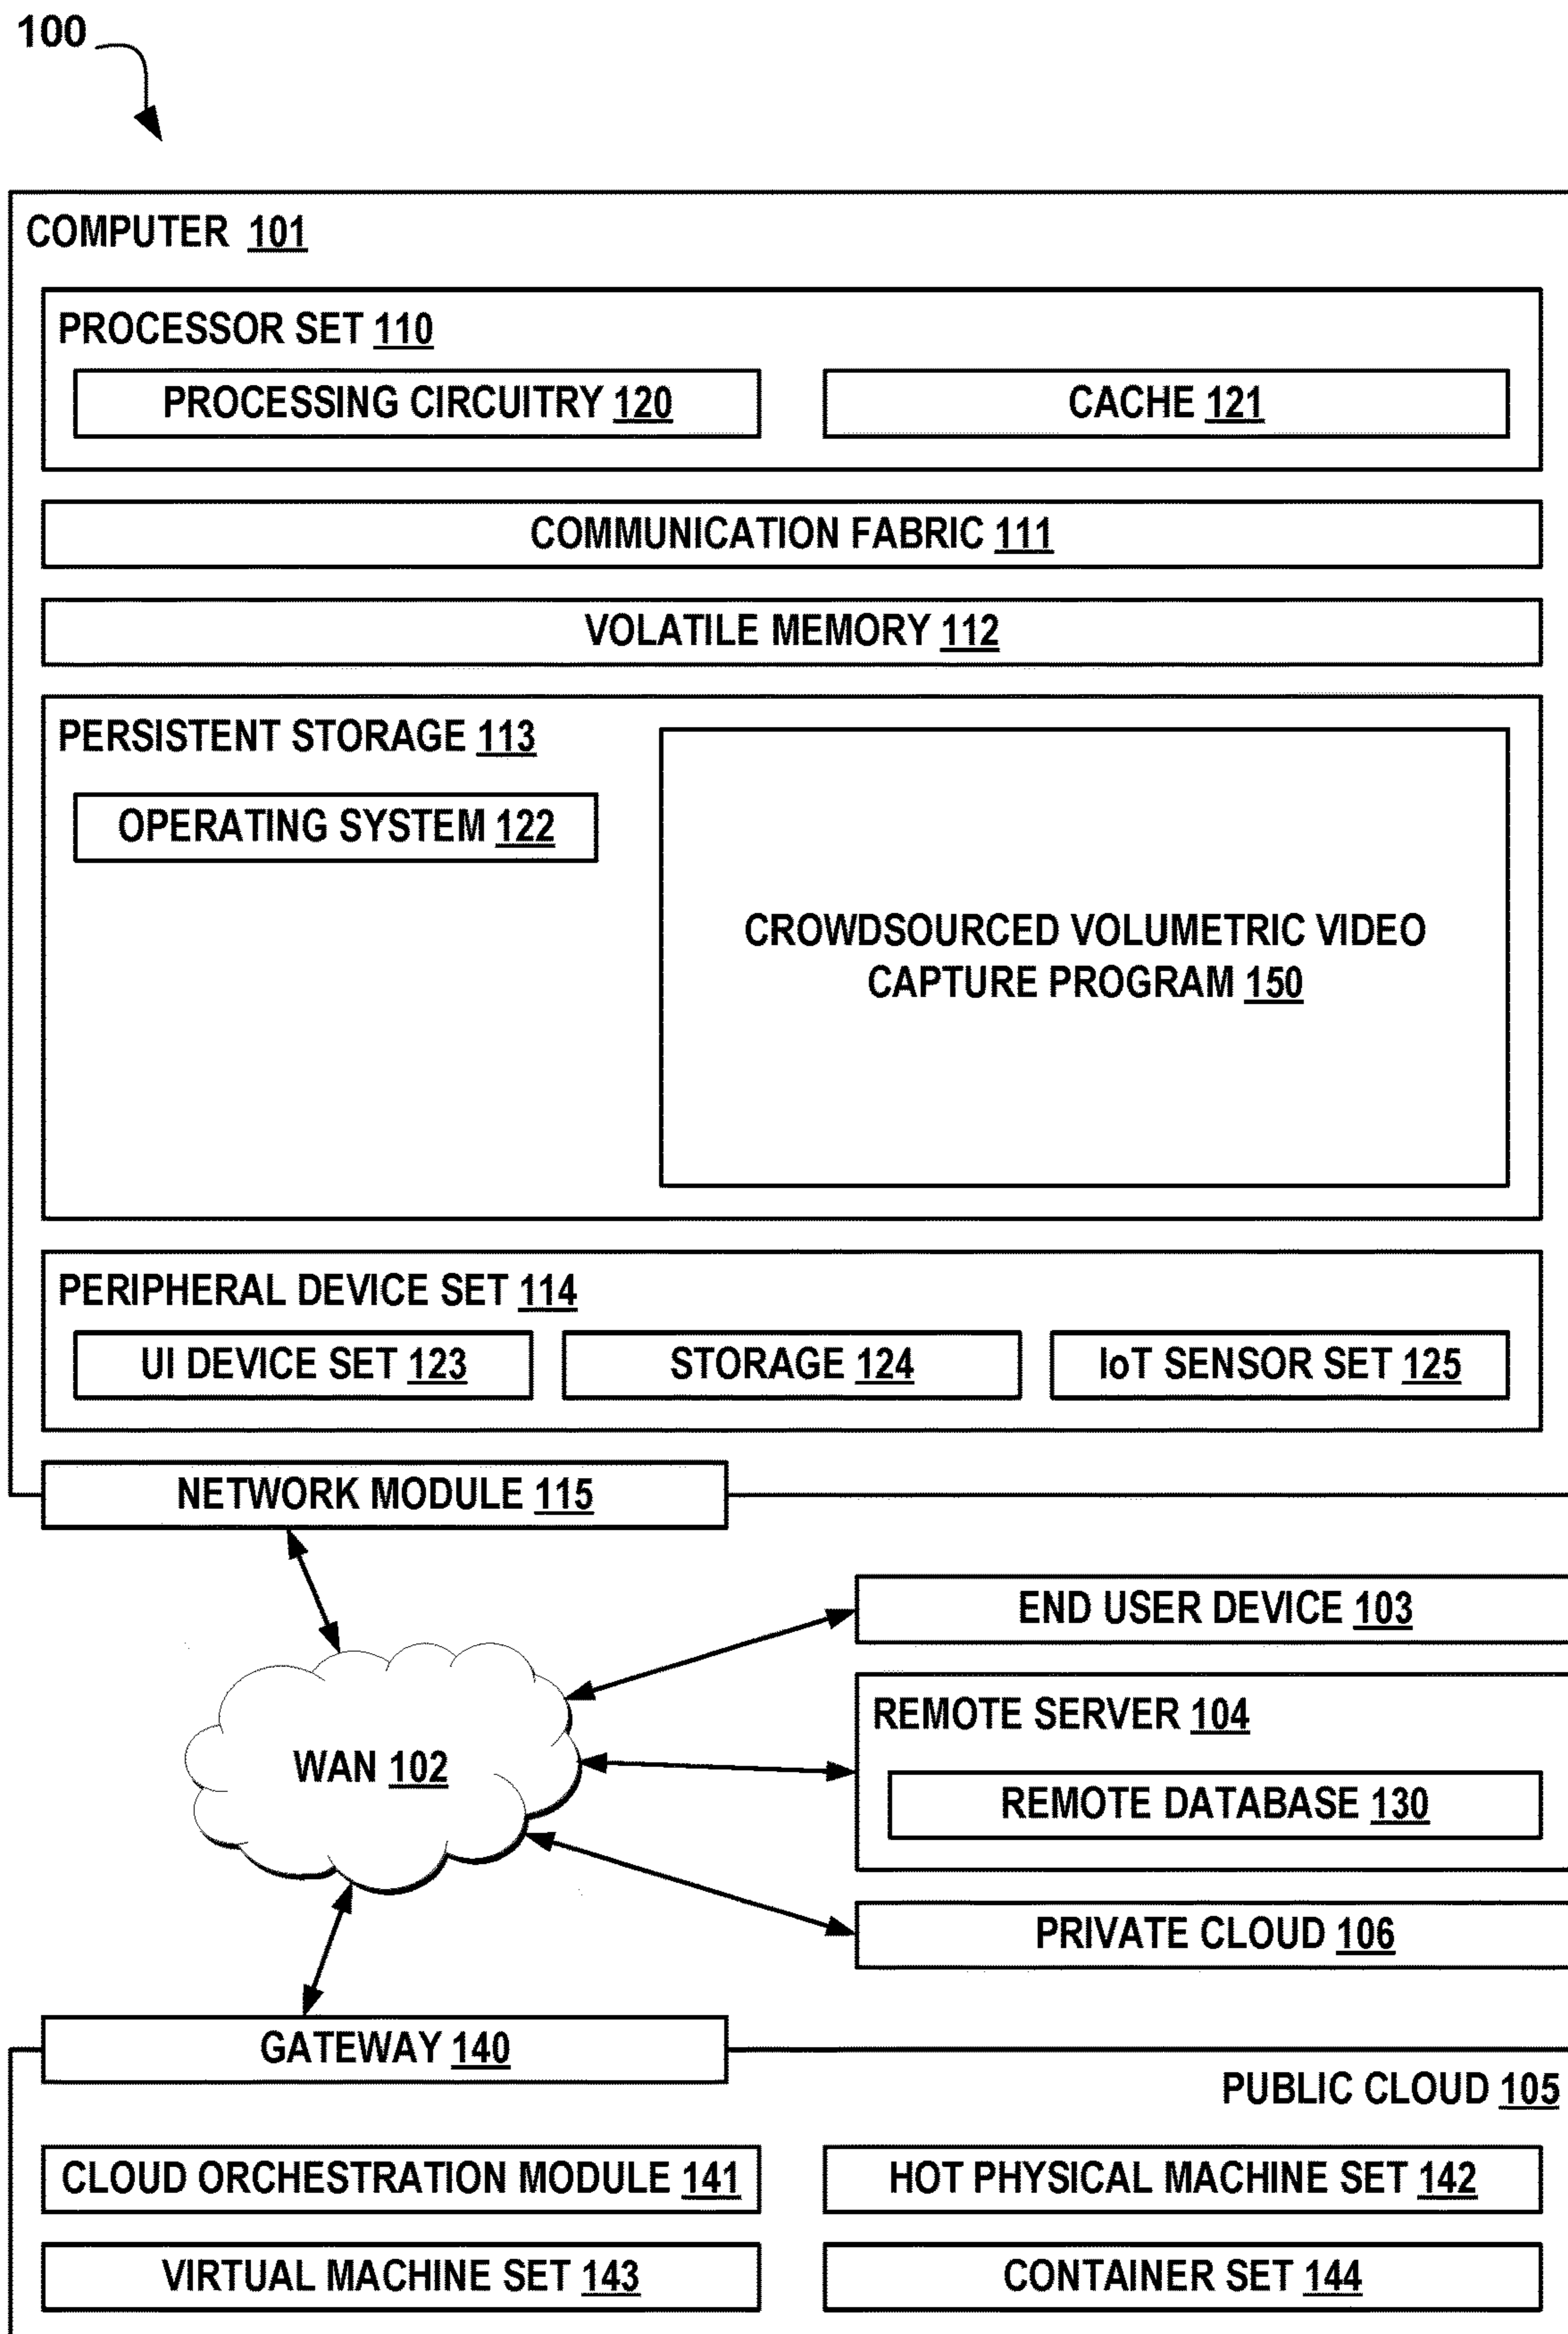 100
COMPUTER 101
PROCESSOR SET 110
PROCESSING CIRCUITRY 120
CACHE 121
COMMUNICATION FABRIC 111
VOLATILE MEMORY 112
PERSISTENT STORAGE 113
OPERATING SYSTEM 122
CROWDSOURCED VOLUMETRIC VIDEO
CAPTURE PROGRAM 150
PERIPHERAL DEVICE SET 114
UI DEVICE SET 123
STORAGE 124
IoT SENSOR SET 125
NETWORK MODULE 115
END USER DEVICE 103
REMOTE SERVER 104
WAN 102
REMOTE DATABASE 130
PRIVATE CLOUD 106
GATEWAY 140
PUBLIC CLOUD 105
CLOUD ORCHESTRATION MODULE 141
HOT PHYSICAL MACHINE SET 142
VIRTUAL MACHINE SET 143
CONTAINER SET 144